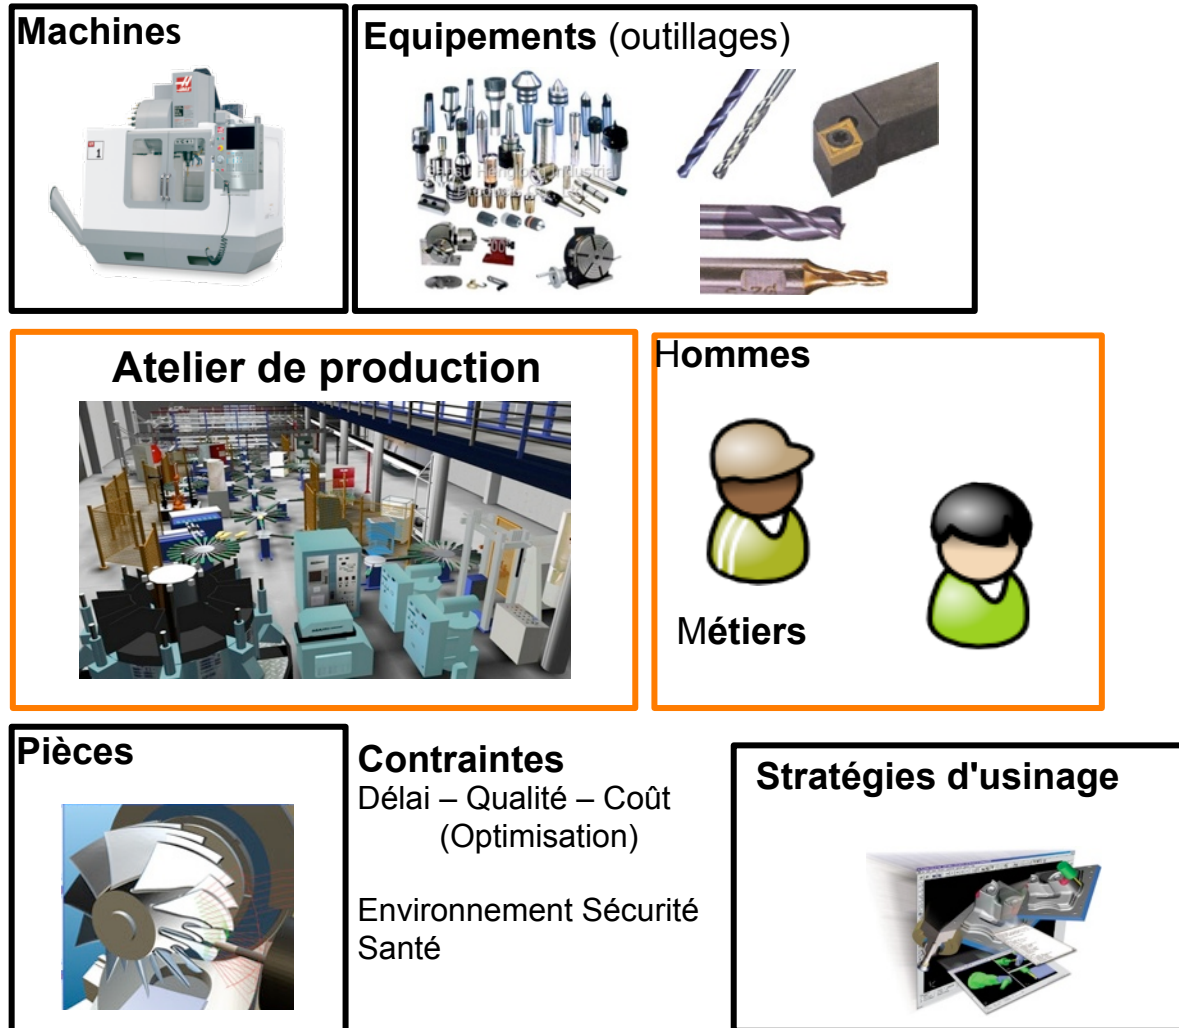 Machines
Equipements (outillages)
1
Atelier de production
Hommes
Métiers
Pièces
Contraintes
Délai – Qualité – Coût
(Optimisation)
Environnement Sécurité
Santé
Stratégies d'usinage